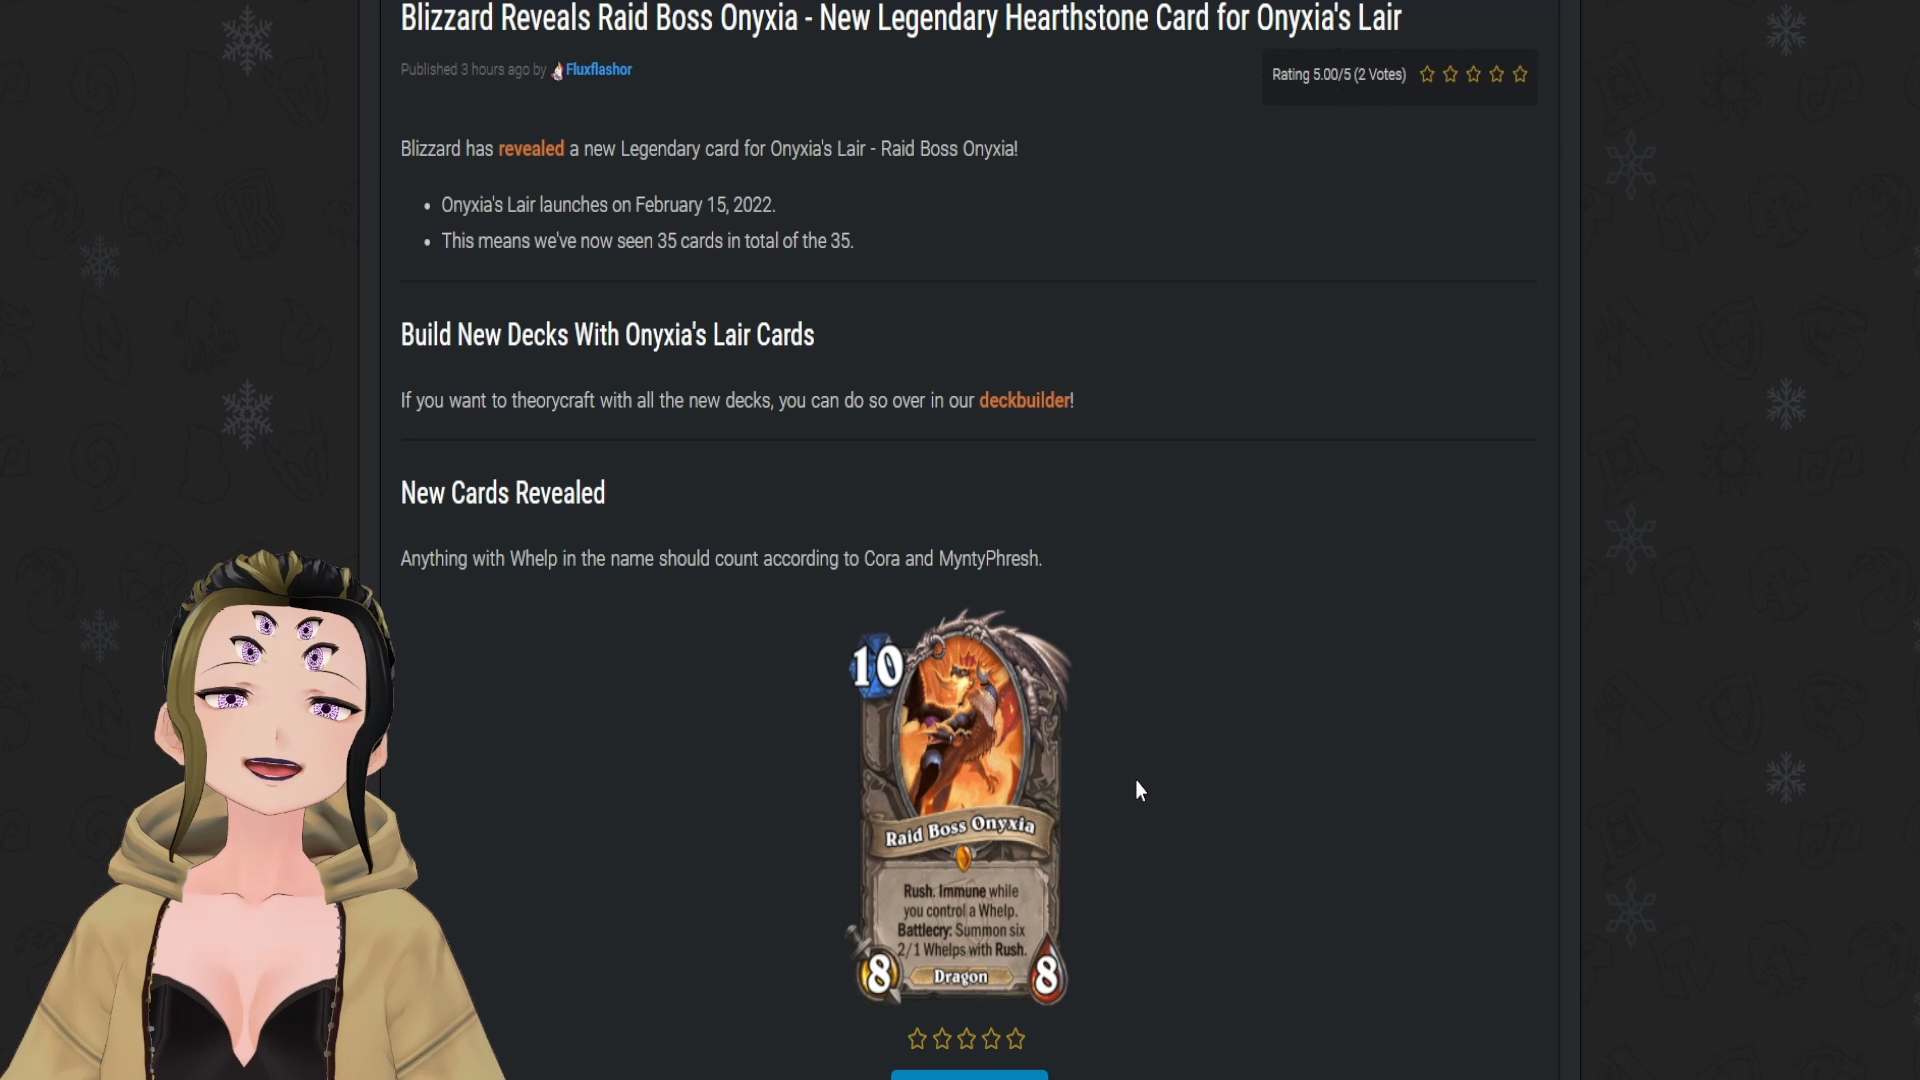 Blizzard Reveals Raid Boss Onyxia - New Legendary Hearthstone Card for Onyxia's Lair
Published 3 hours ago by Fluxflashor
Rating 5.00/5 (2 Votes)
Blizzard has revealed a new Legendary card for Onyxia's Lair - Raid Boss Onyxia!
Onyxia's Lair launches on February 15, 2022.
This means we've now seen 35 cards in total of the 35.
Build New Decks With Onyxia's Lair Cards
If you want to theorycraft with all the new decks, you can do so over in our deckbuilder!
New Cards Revealed
Anything with Whelp in the name should count according to Cora and MyntyPhresh.
10
Raid Boss Onyxia
Rush. Immune while
you control a Whelp.
Battlecry: Summon six
2/1 Whelps with Rush.
8 Dragon 8